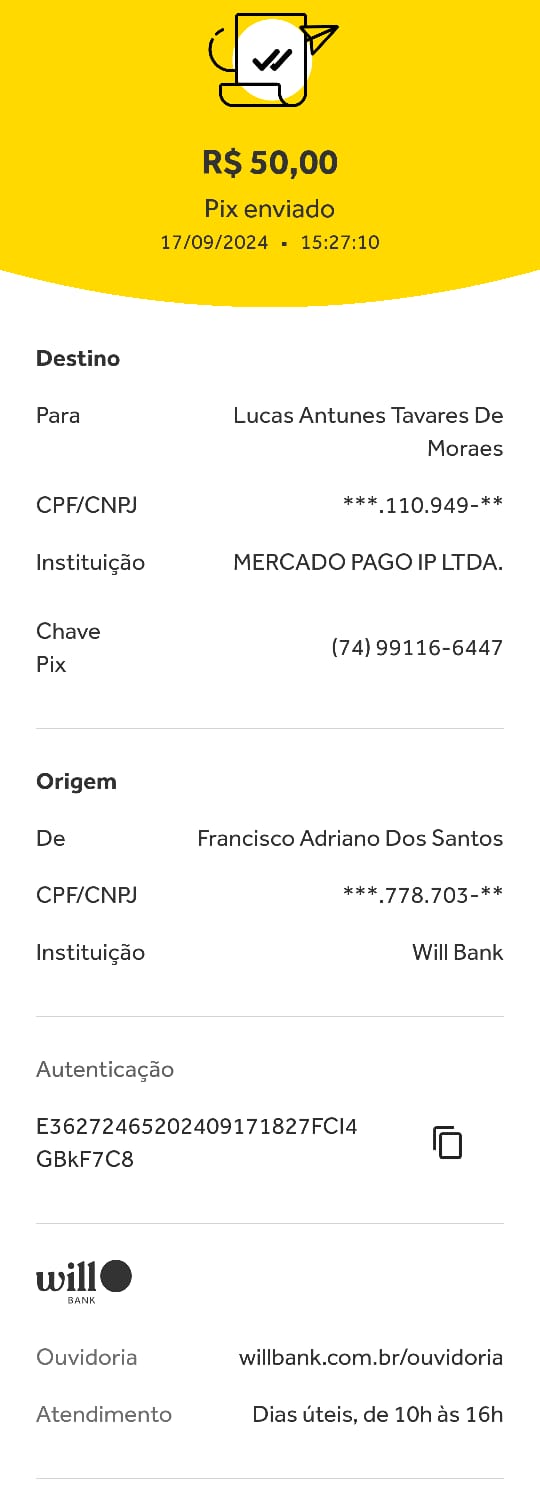 R$ 50,00
Pix enviado
17/09/2024 • 15:27:10
Destino
Para Lucas Antunes Tavares De
Moraes
CPF/CNPJ ***.110.949-**
Instituição MERCADO PAGO IP LTDA.
Chave
Pix (74) 99116-6447
Origem
De Francisco Adriano Dos Santos
CPF/CNPJ ***.778.703-**
Instituição Will Bank
Autenticação
E36272465202409171827FCI4
GBkF7C8
will
BANK
Ouvidoria willbank.com.br/ouvidoria
Atendimento Dias úteis, de 10h às 16h